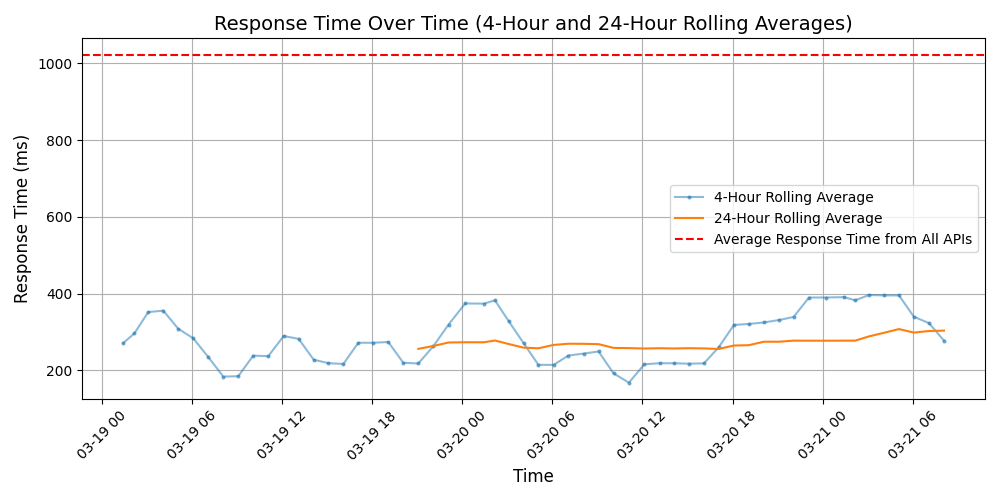 Response Time Over Time (4-Hour and 24-Hour Rolling Averages)
Response Time (ms)
1000
800
600
400
200
4-Hour Rolling Average
24-Hour Rolling Average
Average Response Time from All APIs
03-19 00
03-19 06
03-19 12
03-19 18
03-20 00
03-20 06
03-20 12
03-20 18
03-21 00
03-21 06
Time